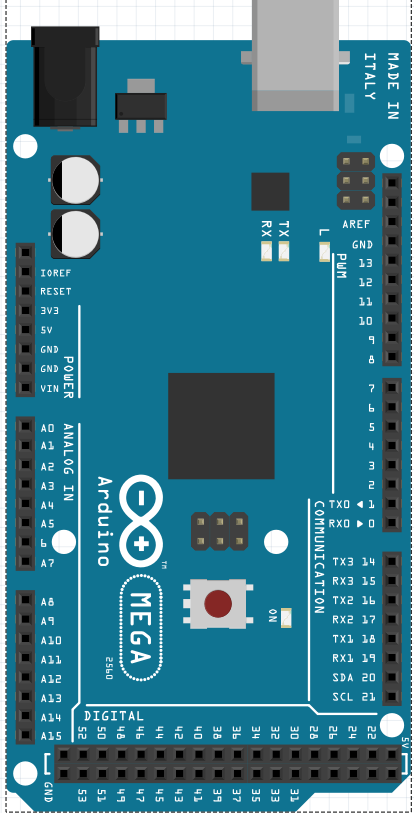 MADE IN
ITALY
RX
TX
L
PWM
AREF
GND
13
12
11
10
9
8
IOREF
RESET
3V3
5V
GND
GND
VIN
POWER
7
6
5
4
3
2
TX0 ◀ 1
RX0 ▶ 0
A0
A1
A2
A3
A4
A5
6
A7
ANALOG IN
Arduino
TM
MEGA
2560
ON
COMMUNICATION
TX3 14
RX3 15
TX2 16
RX2 17
TX1 18
RX1 19
SDA 20
SCL 21
A8
A9
A10
A11
A12
A13
A14
A15
DIGITAL
52 50 48 46 44 42 40 38 36 34 32 30 28 26 24 22
5V
GND
53 51 49 47 45 43 41 39 37 35 33 31